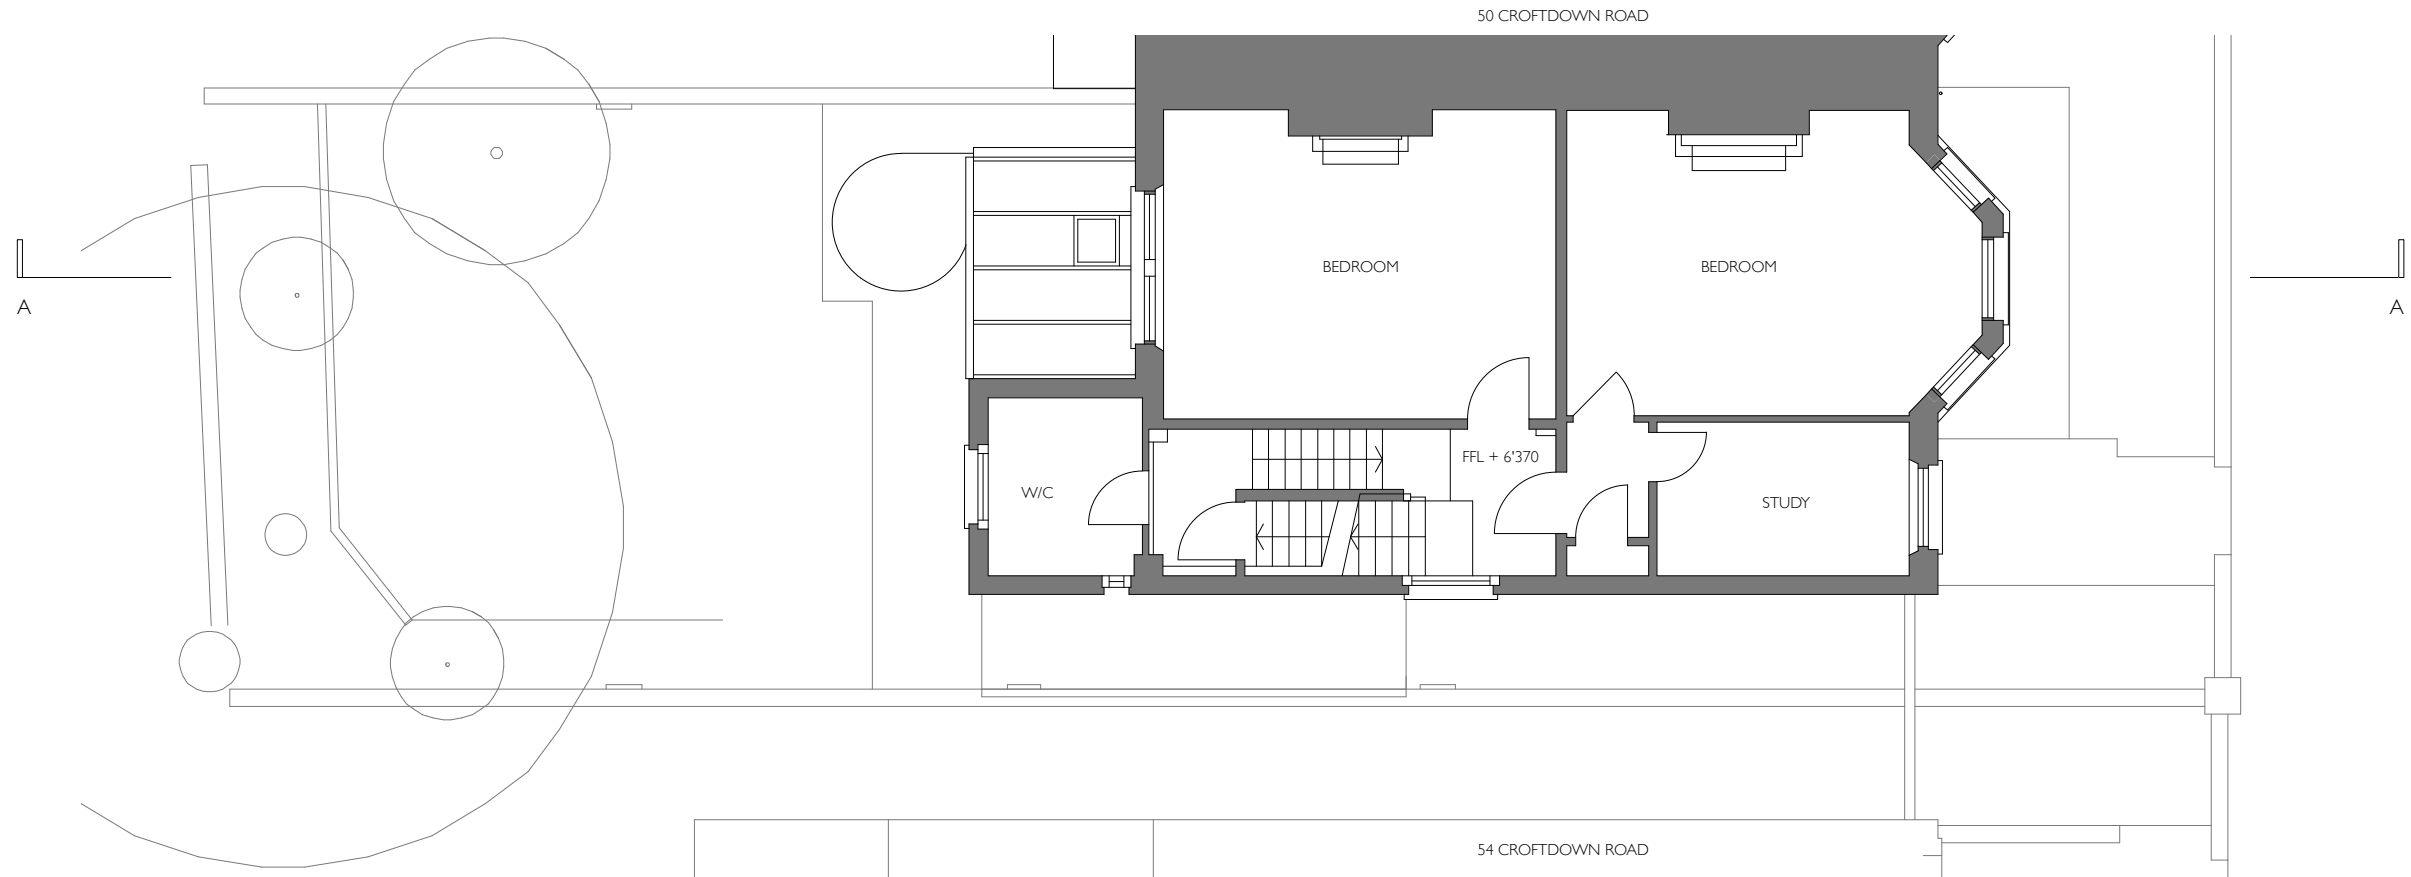 50 CROFTDOWN ROAD
BEDROOM
BEDROOM
A
A
FFL + 6'370
W/C
STUDY
54 CROFTDOWN ROAD